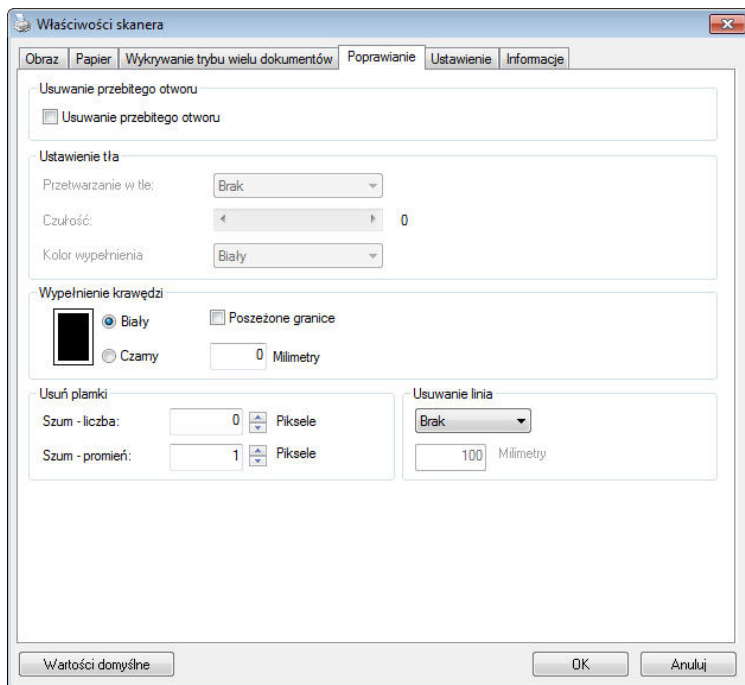 Właściwości skanera
Obraz Papier Wykrywanie trybu wielu dokumentów Poprawianie Ustawienie Informacje
Usuwanie przebitego otworu
Usuwanie przebitego otworu
Ustawienie tła
Przetwarzanie w tle: Brak
Czułość: 0
Kolor wypełnienia Biały
Wypełnienie krawędzi
Biały Poszeżone granice
Czarny 0 Milimetry
Usuń plamki Usuwanie linia
Szum - liczba: 0 Piksele Brak
Szum - promień: 1 Piksele 100 Milimetry
Wartości domyślne OK Anuluj